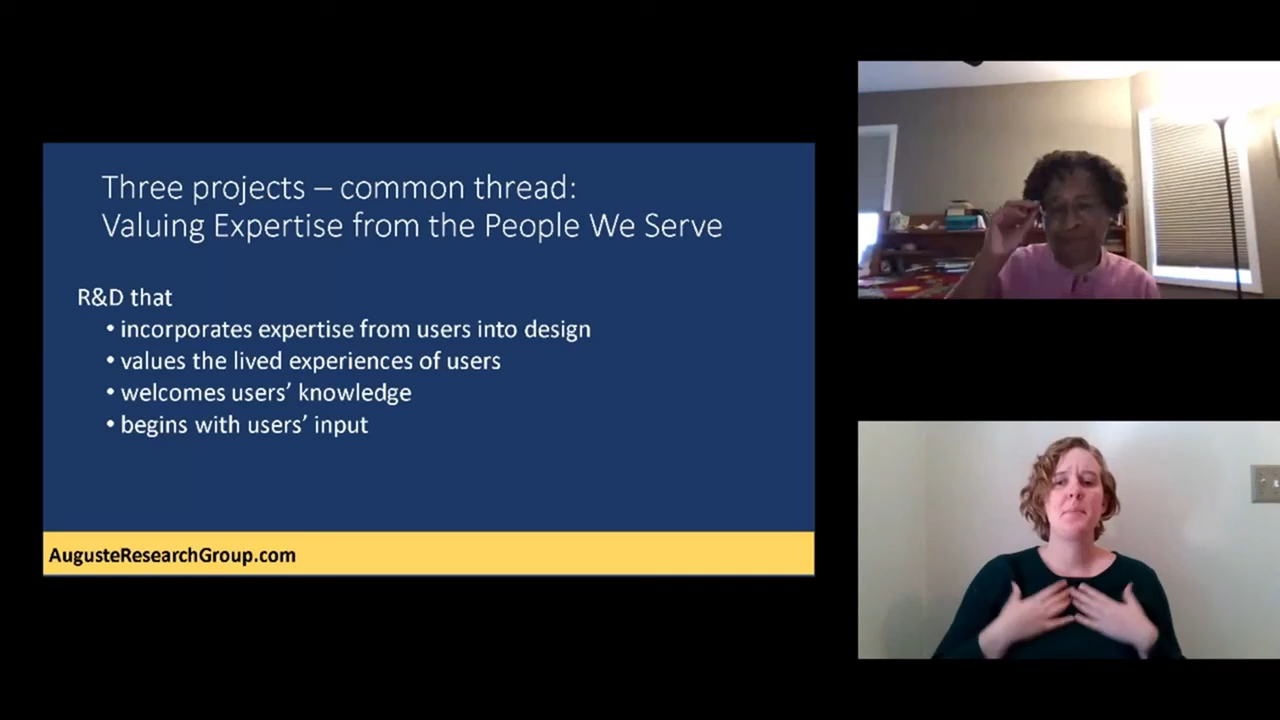 Three projects – common thread:
Valuing Expertise from the People We Serve
R&D that
• incorporates expertise from users into design
• values the lived experiences of users
• welcomes users’ knowledge
• begins with users’ input
AugusteResearchGroup.com